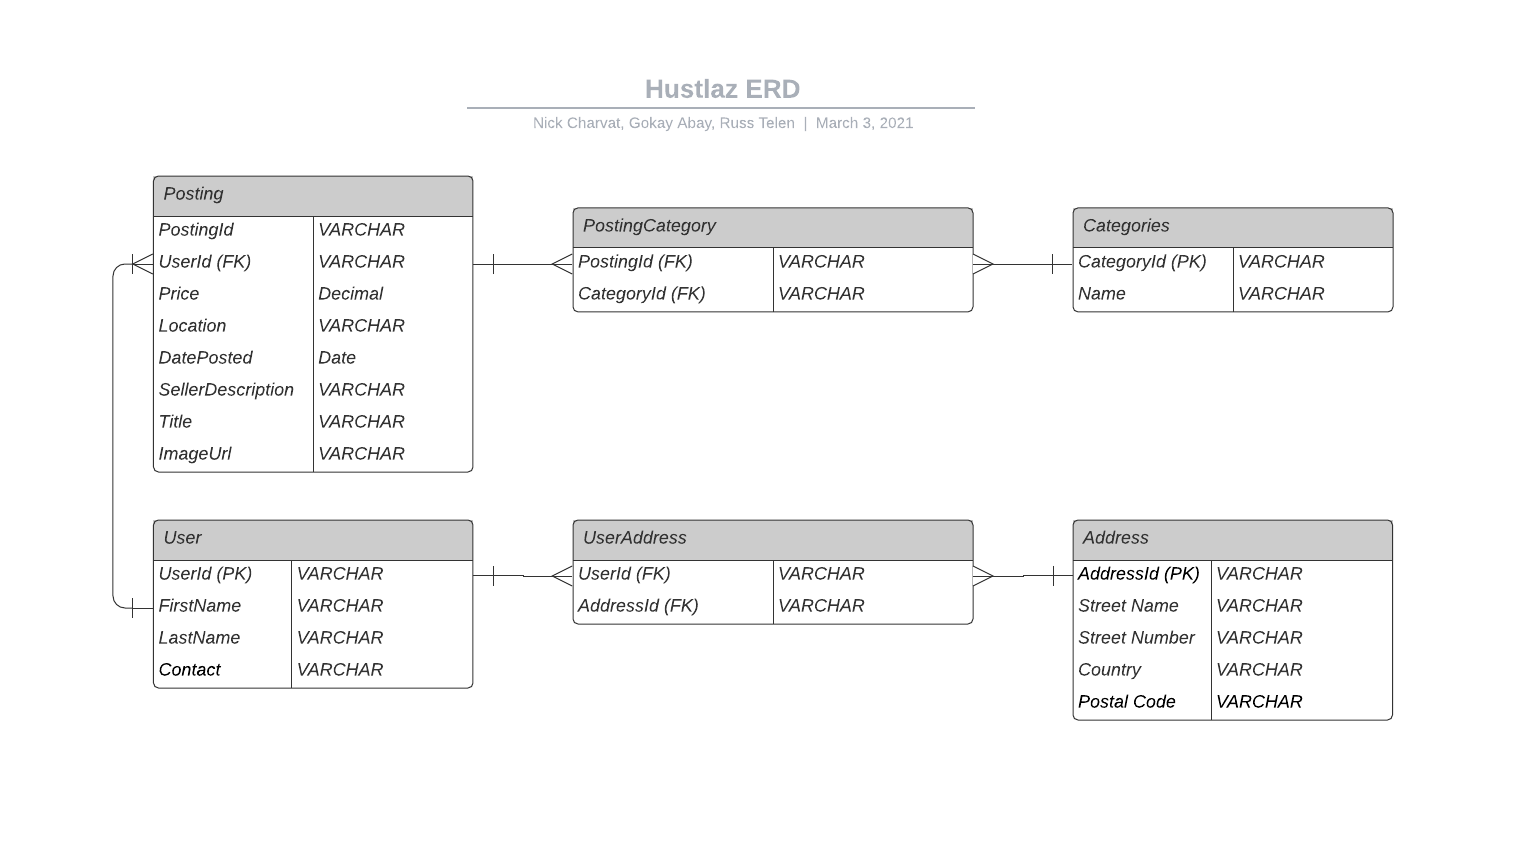 Hustlaz ERD
Nick Charvat, Gokay Abay, Russ Telen | March 3, 2021
Posting
PostingId VARCHAR
UserId (FK) VARCHAR
Price Decimal
Location VARCHAR
DatePosted Date
SellerDescription VARCHAR
Title VARCHAR
ImageUrl VARCHAR
PostingCategory
PostingId (FK) VARCHAR
CategoryId (FK) VARCHAR
Categories
CategoryId (PK) VARCHAR
Name VARCHAR
User
UserId (PK) VARCHAR
FirstName VARCHAR
LastName VARCHAR
Contact VARCHAR
UserAddress
UserId (FK) VARCHAR
AddressId (FK) VARCHAR
Address
AddressId (PK) VARCHAR
Street Name VARCHAR
Street Number VARCHAR
Country VARCHAR
Postal Code VARCHAR